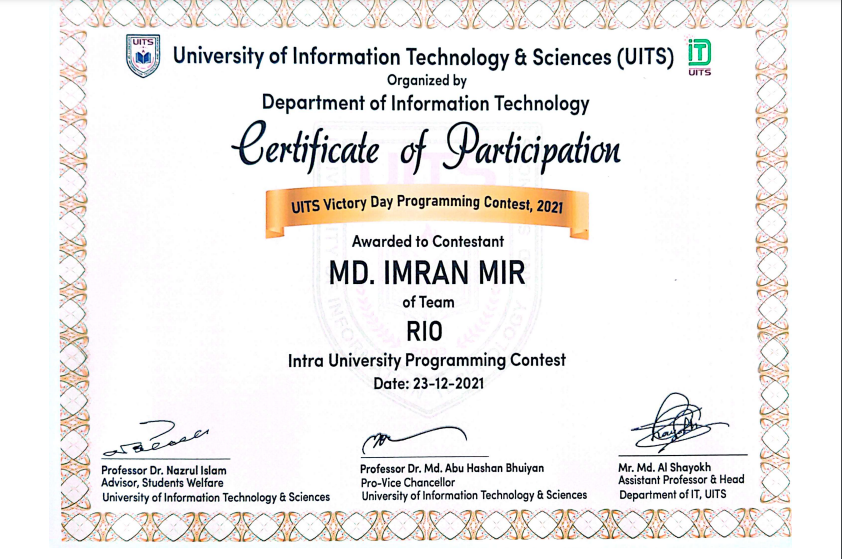 UITS
University of Information Technology & Sciences (UITS)
iTD
UITS
Organized by
Department of Information Technology
Certificate of Participation
UITS Victory Day Programming Contest, 2021
Awarded to Contestant
MD. IMRAN MIR
of Team
RIO
Intra University Programming Contest
Date: 23-12-2021
Professor Dr. Nazrul Islam
Advisor, Students Welfare
University of Information Technology & Sciences
Professor Dr. Md. Abu Hashan Bhuiyan
Pro-Vice Chancellor
University of Information Technology & Sciences
Mr. Md. Al Shayokh
Assistant Professor & Head
Department of IT, UITS